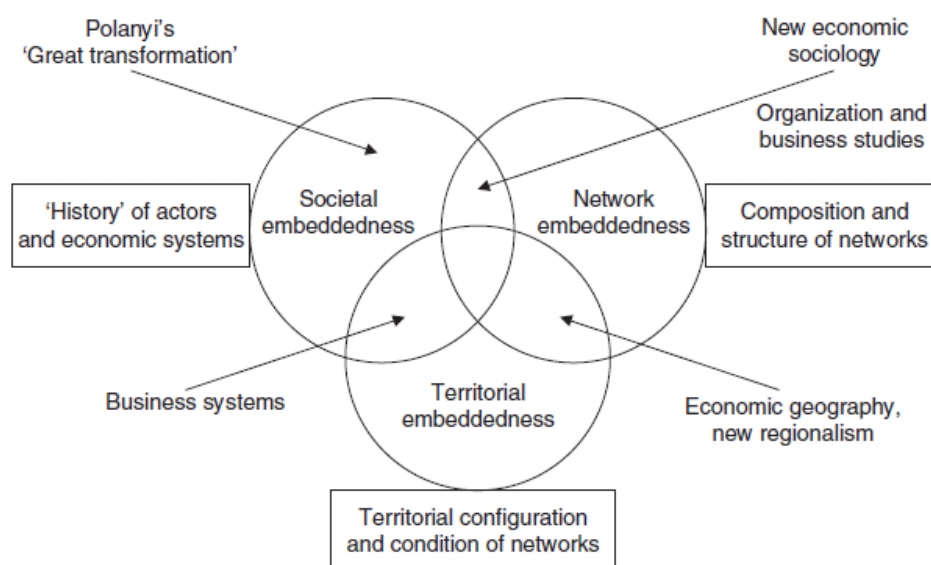 Polanyi's
'Great transformation'
New economic
sociology
Organization and
business studies
'History' of actors
and economic systems
Societal
embeddedness
Network
embeddedness
Composition and
structure of networks
Business systems
Territorial
embeddedness
Economic geography,
new regionalism
Territorial configuration
and condition of networks